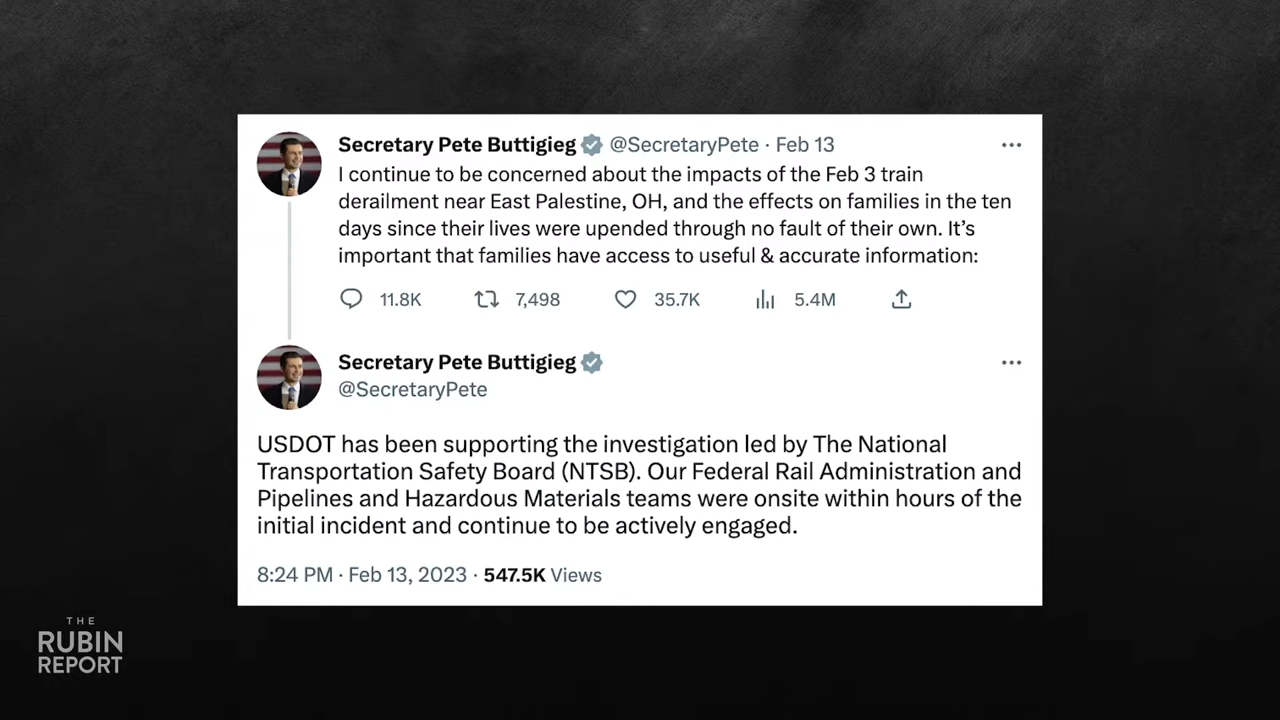 Secretary Pete Buttigieg @SecretaryPete · Feb 13
I continue to be concerned about the impacts of the Feb 3 train
derailment near East Palestine, OH, and the effects on families in the ten
days since their lives were upended through no fault of their own. It’s
important that families have access to useful & accurate information:
11.8K 7,498 35.7K 5.4M
Secretary Pete Buttigieg
@SecretaryPete
USDOT has been supporting the investigation led by The National
Transportation Safety Board (NTSB). Our Federal Rail Administration and
Pipelines and Hazardous Materials teams were onsite within hours of the
initial incident and continue to be actively engaged.
8:24 PM · Feb 13, 2023 · 547.5K Views
THE
RUBIN
REPORT